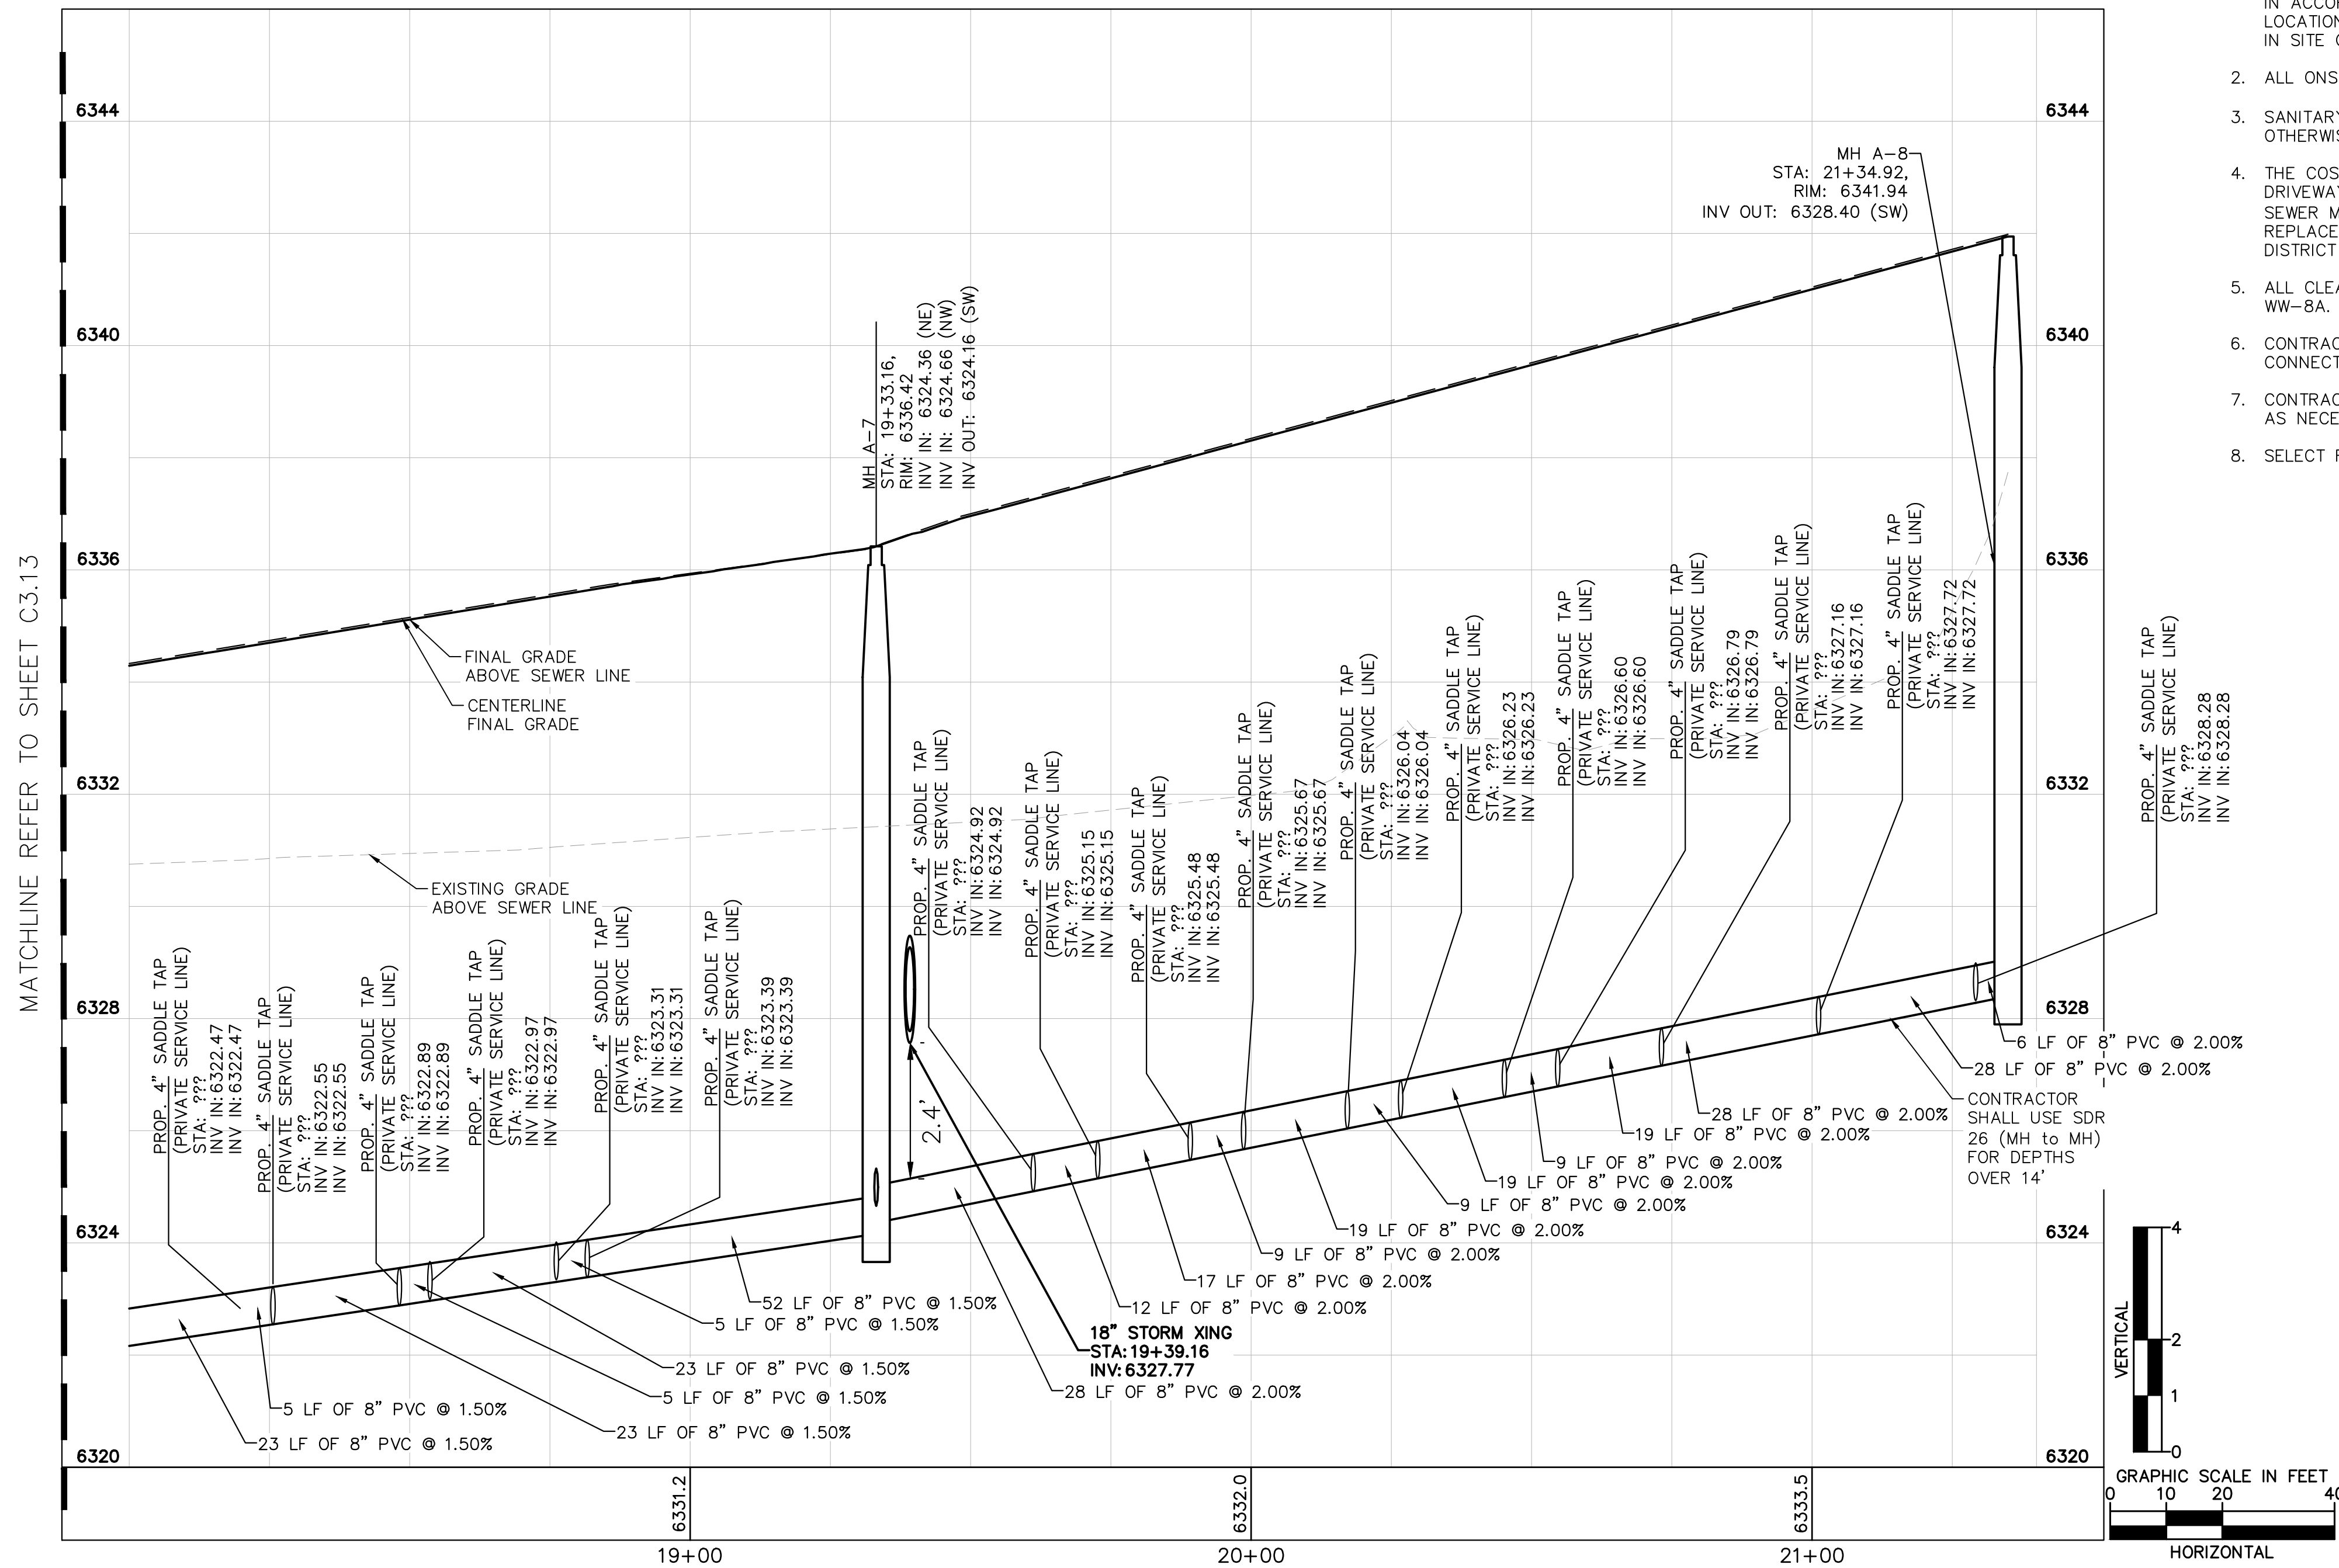 MATCHLINE REFER TO SHEET C3.13
6344
6340
6336
6332
6328
6324
6320
6344
6340
6336
6332
6328
6324
6320
FINAL GRADE
ABOVE SEWER LINE
CENTERLINE
FINAL GRADE
EXISTING GRADE
ABOVE SEWER LINE
MH A-7
STA: 19+33.16,
RIM: 6336.42
INV IN: 6324.36 (NE)
INV IN: 6324.66 (NW)
INV OUT: 6324.16 (SW)
MH A-8
STA: 21+34.92,
RIM: 6341.94
INV OUT: 6328.40 (SW)
PROP. 4" SADDLE TAP
(PRIVATE SERVICE LINE)
STA: ???
INV IN:6322.47
INV IN:6322.47
PROP. 4" SADDLE TAP
(PRIVATE SERVICE LINE)
STA: ???
INV IN:6322.55
INV IN:6322.55
PROP. 4" SADDLE TAP
(PRIVATE SERVICE LINE)
STA: ???
INV IN:6322.89
INV IN:6322.89
PROP. 4" SADDLE TAP
(PRIVATE SERVICE LINE)
STA: ???
INV IN:6322.97
INV IN:6322.97
PROP. 4" SADDLE TAP
(PRIVATE SERVICE LINE)
STA: ???
INV IN:6323.31
INV IN:6323.31
PROP. 4" SADDLE TAP
(PRIVATE SERVICE LINE)
STA: ???
INV IN:6323.39
INV IN:6323.39
PROP. 4" SADDLE TAP
(PRIVATE SERVICE LINE)
STA: ???
INV IN:6324.92
INV IN:6324.92
PROP. 4" SADDLE TAP
(PRIVATE SERVICE LINE)
STA: ???
INV IN:6325.15
INV IN:6325.15
PROP. 4" SADDLE TAP
(PRIVATE SERVICE LINE)
STA: ???
INV IN:6325.48
INV IN:6325.48
PROP. 4" SADDLE TAP
(PRIVATE SERVICE LINE)
STA: ???
INV IN:6325.67
INV IN:6325.67
PROP. 4" SADDLE TAP
(PRIVATE SERVICE LINE)
STA: ???
INV IN:6326.04
INV IN:6326.04
PROP. 4" SADDLE TAP
(PRIVATE SERVICE LINE)
STA: ???
INV IN:6326.23
INV IN:6326.23
PROP. 4" SADDLE TAP
(PRIVATE SERVICE LINE)
STA: ???
INV IN:6326.60
INV IN:6326.60
PROP. 4" SADDLE TAP
(PRIVATE SERVICE LINE)
STA: ???
INV IN:6326.79
INV IN:6326.79
PROP. 4" SADDLE TAP
(PRIVATE SERVICE LINE)
STA: ???
INV IN:6327.16
INV IN:6327.16
PROP. 4" SADDLE TAP
(PRIVATE SERVICE LINE)
STA: ???
INV IN:6327.72
INV IN:6327.72
PROP. 4" SADDLE TAP
(PRIVATE SERVICE LINE)
STA: ???
INV IN:6328.28
INV IN:6328.28
2.4'
6 LF OF 8" PVC @ 2.00%
28 LF OF 8" PVC @ 2.00%
CONTRACTOR
SHALL USE SDR
26 (MH to MH)
FOR DEPTHS
OVER 14'
28 LF OF 8" PVC @ 2.00%
19 LF OF 8" PVC @ 2.00%
9 LF OF 8" PVC @ 2.00%
19 LF OF 8" PVC @ 2.00%
9 LF OF 8" PVC @ 2.00%
19 LF OF 8" PVC @ 2.00%
9 LF OF 8" PVC @ 2.00%
17 LF OF 8" PVC @ 2.00%
12 LF OF 8" PVC @ 2.00%
18" STORM XING
STA:19+39.16
INV:6327.77
28 LF OF 8" PVC @ 2.00%
52 LF OF 8" PVC @ 1.50%
5 LF OF 8" PVC @ 1.50%
23 LF OF 8" PVC @ 1.50%
5 LF OF 8" PVC @ 1.50%
23 LF OF 8" PVC @ 1.50%
5 LF OF 8" PVC @ 1.50%
23 LF OF 8" PVC @ 1.50%
6331.2
6332.0
6333.5
19+00
20+00
21+00
LOCATION
IN SITE
2. ALL ONS
3. SANITARY
OTHERWIS
4. THE COS
DRIVEWAY
SEWER M
REPLACE
DISTRICT
5. ALL CLEA
WW-8A.
6. CONTRAC
CONNECT
7. CONTRAC
AS NECE
8. SELECT
VERTICAL
4
2
1
0
GRAPHIC SCALE IN FEET
0 10 20 40
HORIZONTAL